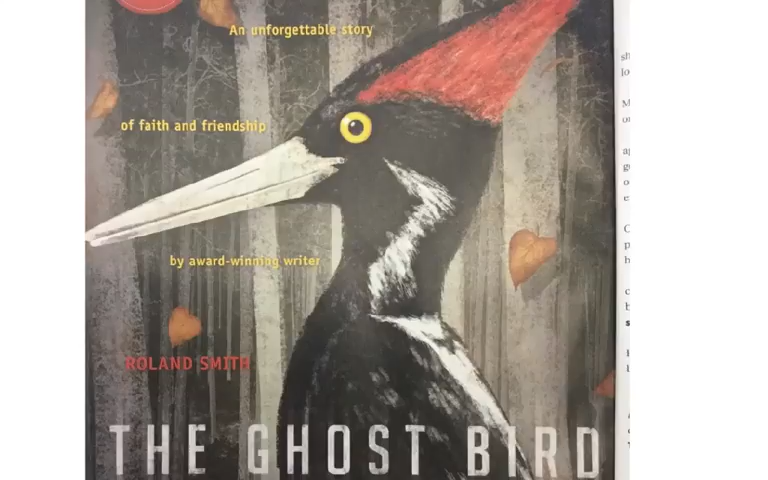 An unforgettable story
of faith and friendship
by award-winning writer
ROLAND SMITH
THE GHOST BIRD